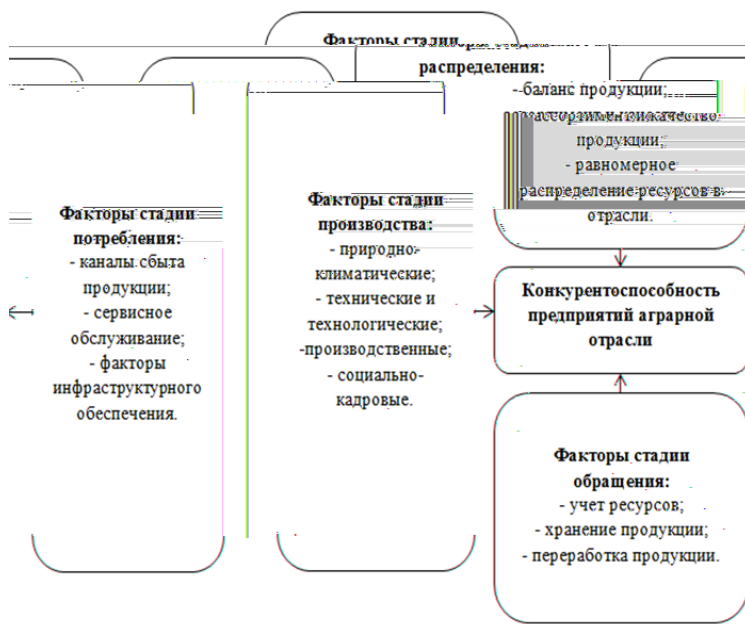 Факторы стадии
распределения:
- баланс продукции;
ассортимент и качество
продукции;
- равномерное
распределение ресурсов в
отрасли.
Факторы стадии
потребления:
- каналы сбыта
продукции;
- сервисное
обслуживание;
- факторы
инфраструктурного
обеспечения.
Факторы стадии
производства:
- природно-
климатические;
- технические и
технологические;
-производственные;
- социально-
кадровые.
Конкурентоспособность
предприятий аграрной
отрасли
Факторы стадии
обращения:
- учет ресурсов;
- хранение продукции;
- переработка продукции.